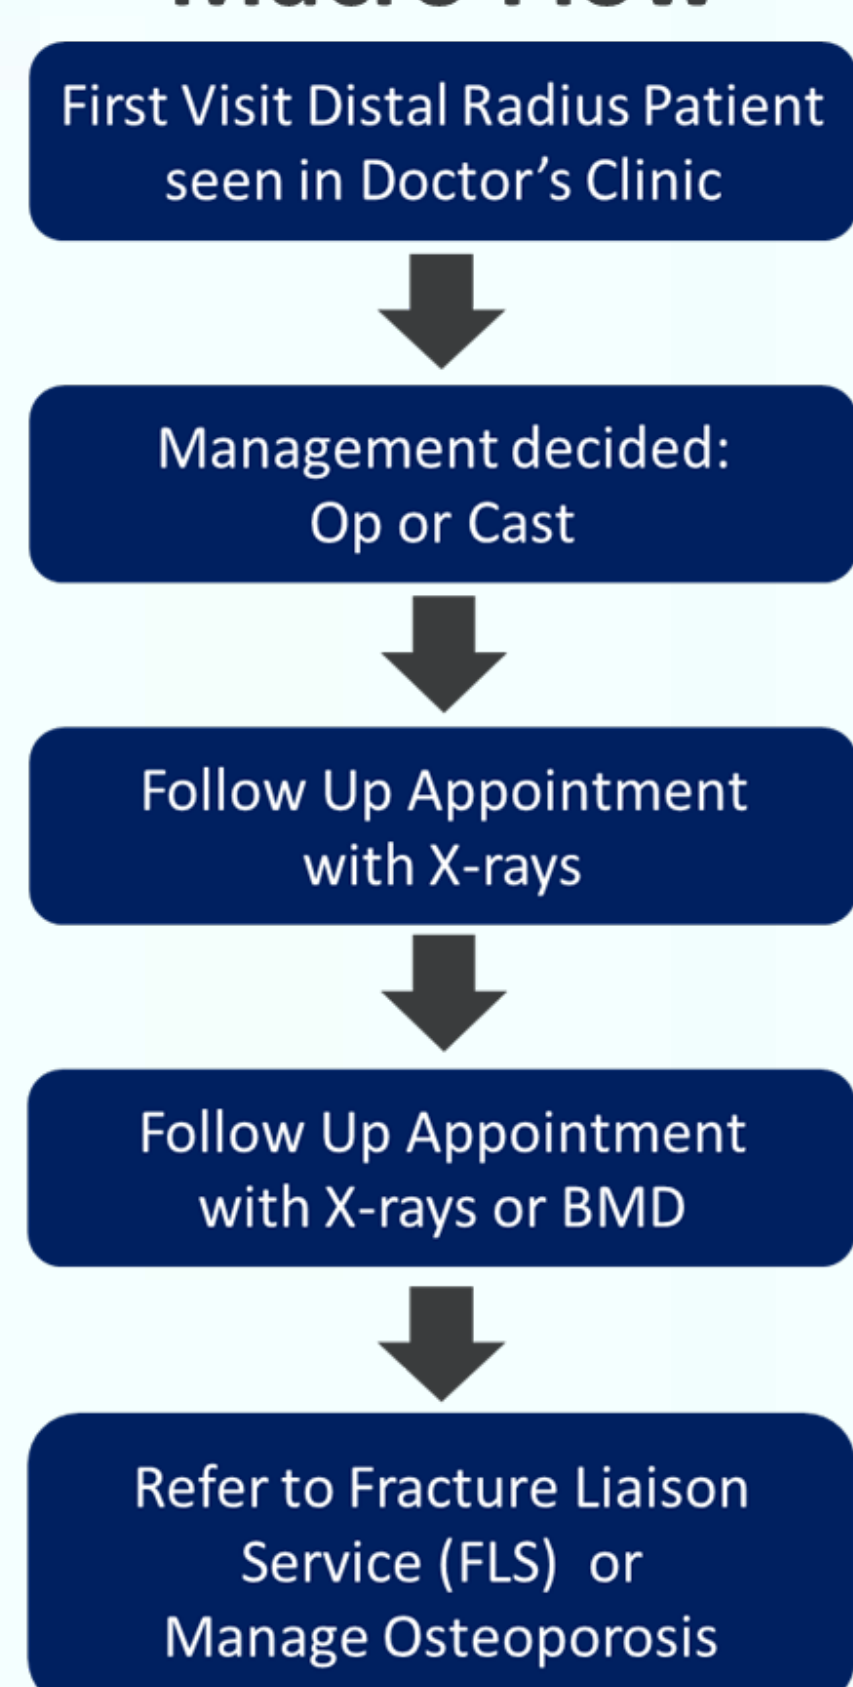 First Visit Distal Radius Patient
seen in Doctor’s Clinic
Management decided:
Op or Cast
Follow Up Appointment
with X-rays
Follow Up Appointment
with X-rays or BMD
Refer to Fracture Liaison
Service (FLS) or
Manage Osteoporosis